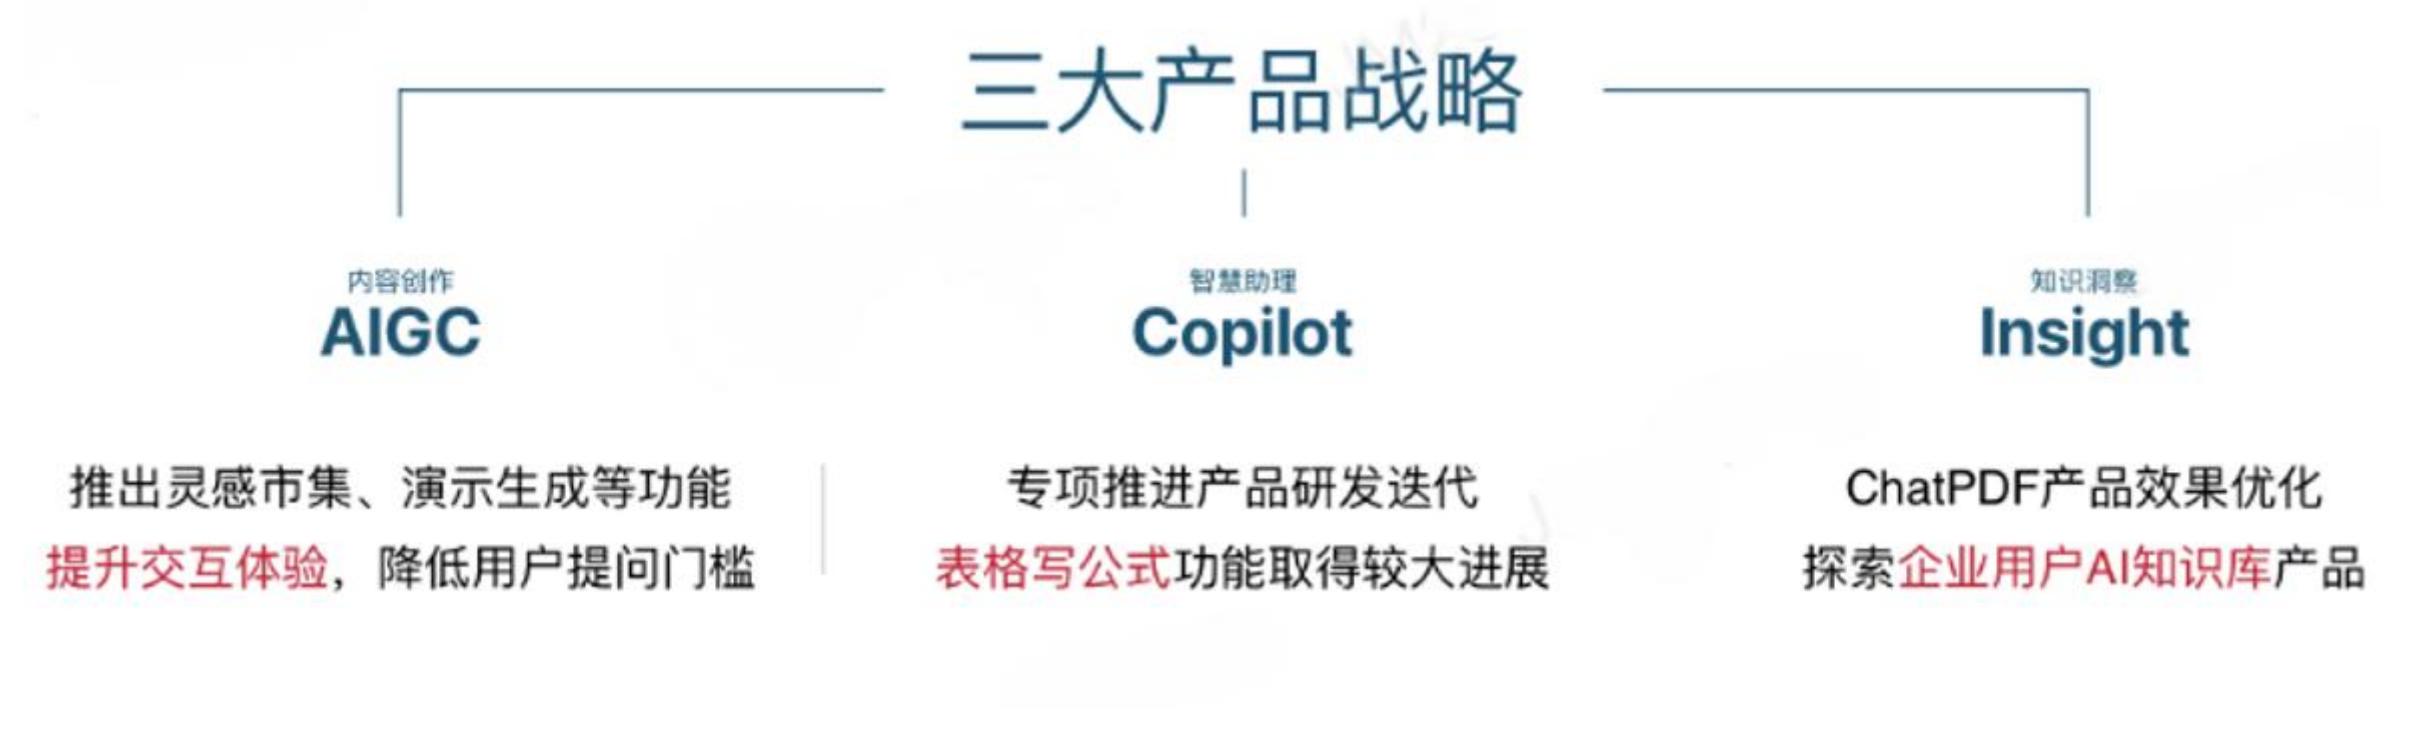 三大产品战略
内容创作
AIGC
推出灵感市集、演示生成等功能
提升交互体验，降低用户提问门槛
智慧助理
Copilot
专项推进产品研发迭代
表格写公式功能取得较大进展
知识洞察
Insight
ChatPDF产品效果优化
探索企业用户AI知识库产品